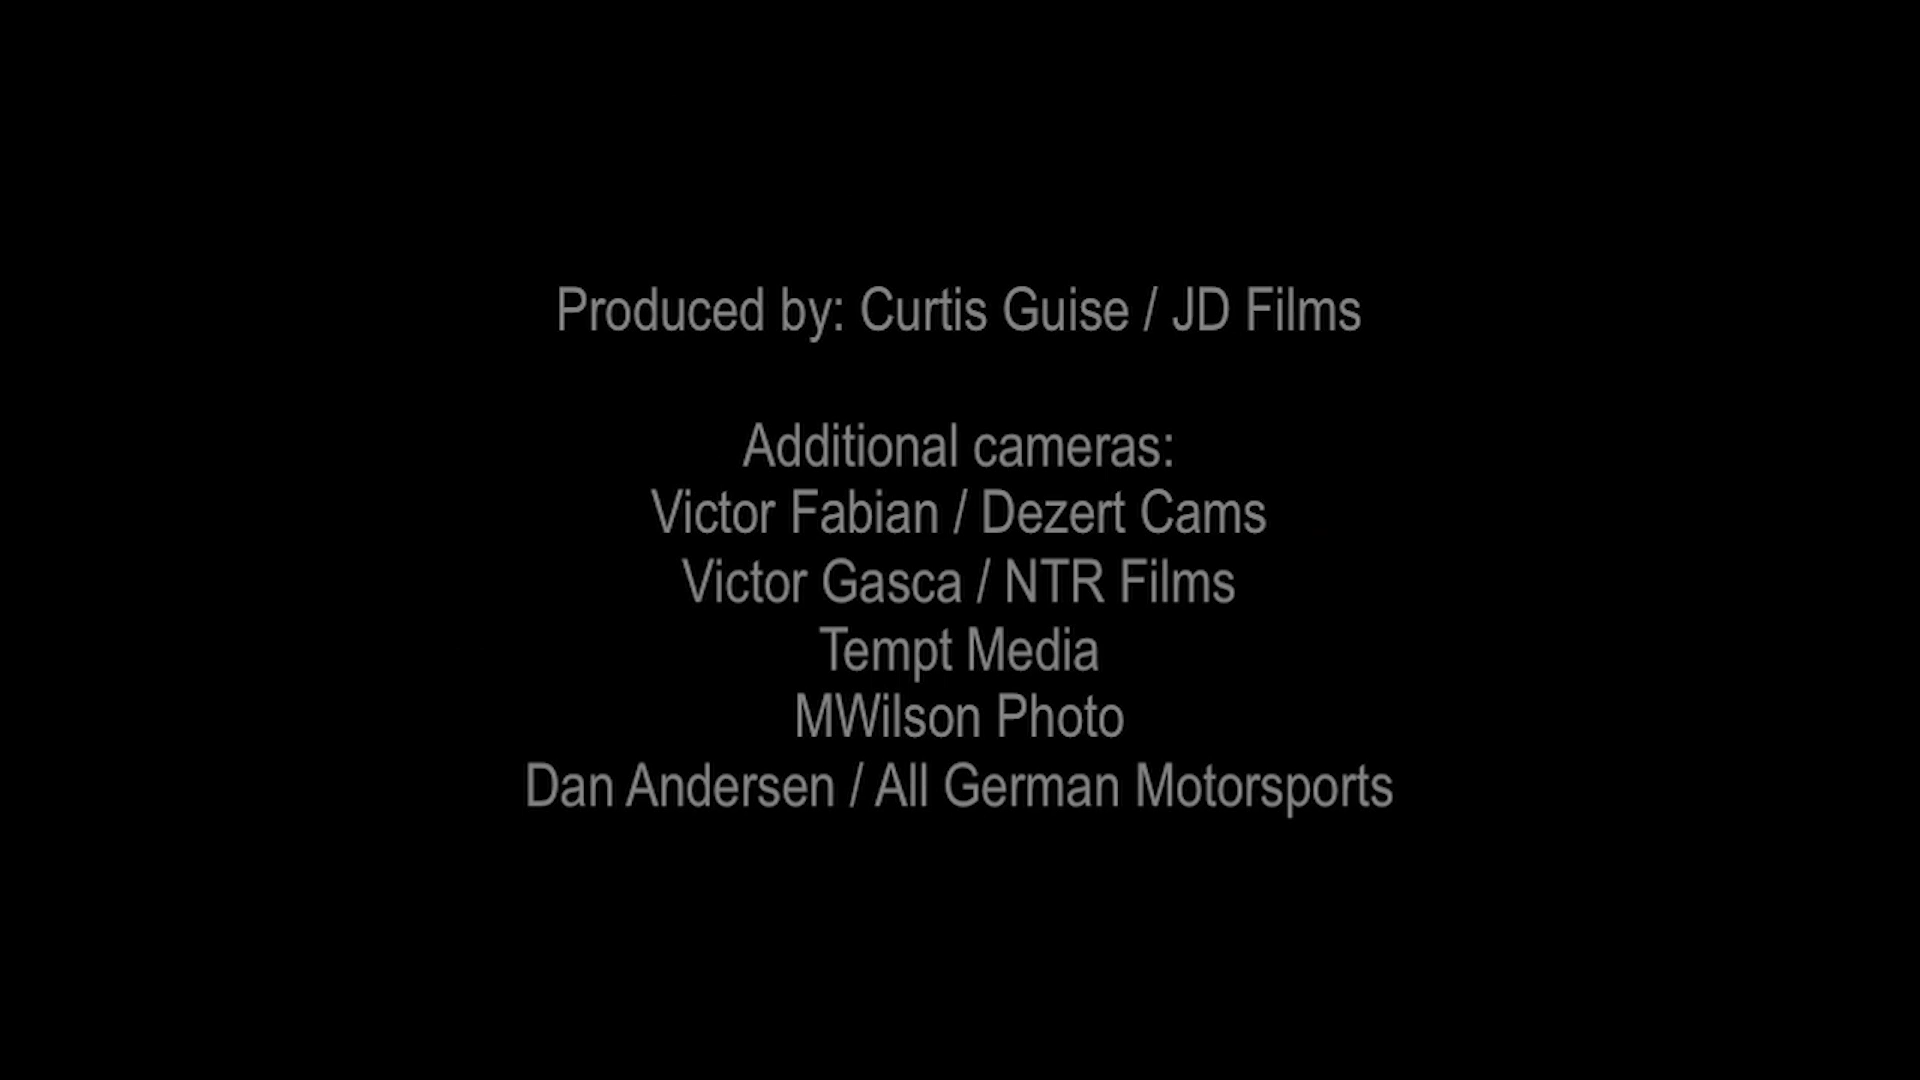 Produced by: Curtis Guise / JD Films
Additional cameras:
Victor Fabian / Dezert Cams
Victor Gasca / NTR Films
Tempt Media
MWilson Photo
Dan Andersen / All German Motorsports